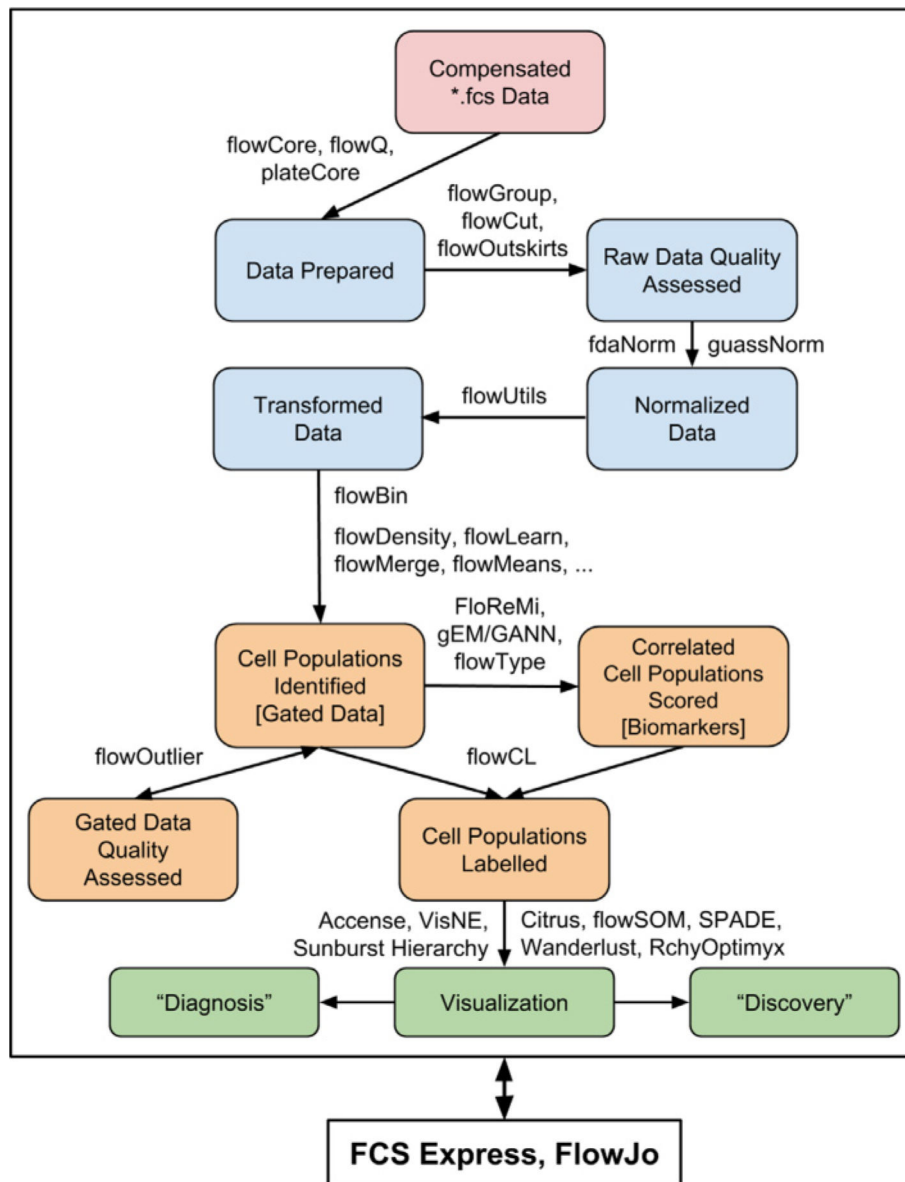 Compensated
*.fcs Data
flowCore, flowQ,
plateCore
flowGroup,
flowCut,
flowOutskirts
Data Prepared
Raw Data Quality
Assessed
fdaNorm
guassNorm
Transformed
Data
flowUtils
Normalized
Data
flowBin
flowDensity, flowLearn,
flowMerge, flowMeans, ...
Cell Populations
Identified
[Gated Data]
FloReMi,
gEM/GANN,
flowType
Correlated
Cell Populations
Scored
[Biomarkers]
flowOutlier
flowCL
Gated Data
Quality
Assessed
Cell Populations
Labelled
Accense, VisNE,
Sunburst Hierarchy
Citrus, flowSOM, SPADE,
Wanderlust, RchyOptimyx
“Diagnosis”
Visualization
“Discovery”
FCS Express, FlowJo